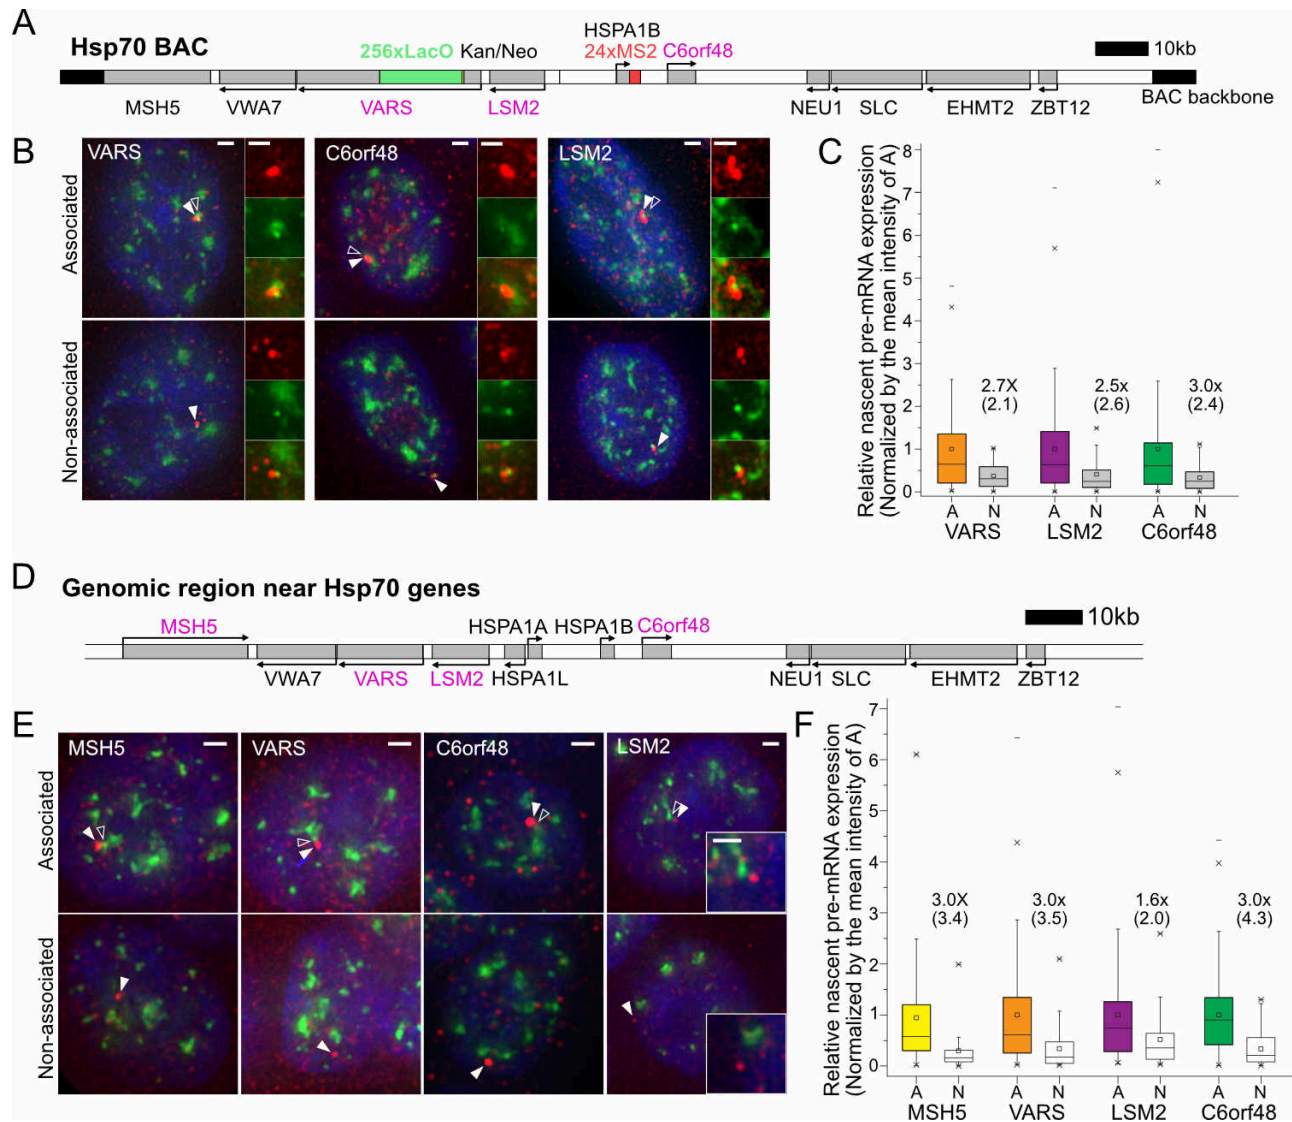 A
Hsp70 BAC
256xLacO Kan/Neo
HSPA1B
24xMS2 C6orf48
10kb
MSH5 VWA7 VARS LSM2 NEU1 SLC EHMT2 ZBT12
BAC backbone
B
VARS C6orf48 LSM2
Associated
Non-associated
C
Relative nascent pre-mRNA expression
(Normalized by the mean intensity of A)
8
7
6
5
4
3
2
1
0
2.7X
(2.1)
2.5x
(2.6)
3.0x
(2.4)
A N A N A N
VARS LSM2 C6orf48
D
Genomic region near Hsp70 genes
10kb
MSH5 HSPA1A HSPA1B C6orf48
VWA7 VARS LSM2 HSPA1L NEU1 SLC EHMT2 ZBT12
E
MSH5 VARS C6orf48 LSM2
Associated
Non-associated
F
Relative nascent pre-mRNA expression
(Normalized by the mean intensity of A)
7
6
5
4
3
2
1
0
3.0X
(3.4)
3.0x
(3.5)
1.6x
(2.0)
3.0x
(4.3)
A N A N A N A N
MSH5 VARS LSM2 C6orf48